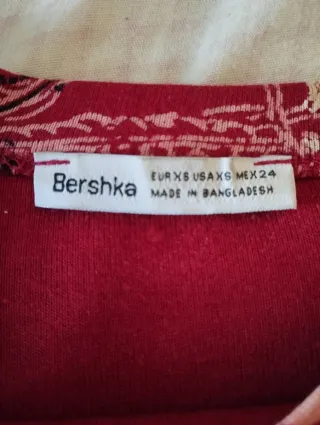 Bershka
EUR XS USA XS MEX 24
MADE IN BANGLADESH